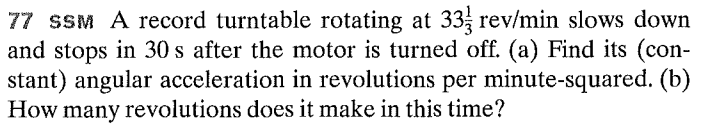 77 SSM A record turntable rotating at 33⅓ rev/min slows down
and stops in 30 s after the motor is turned off. (a) Find its (con-
stant) angular acceleration in revolutions per minute-squared. (b)
How many revolutions does it make in this time?